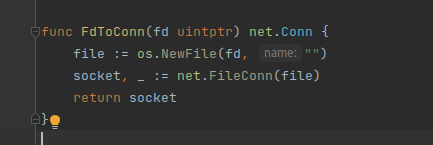 func FdToConn(fd uintptr) net.Conn {
    file := os.NewFile(fd, name: "")
    socket, _ := net.FileConn(file)
    return socket
}